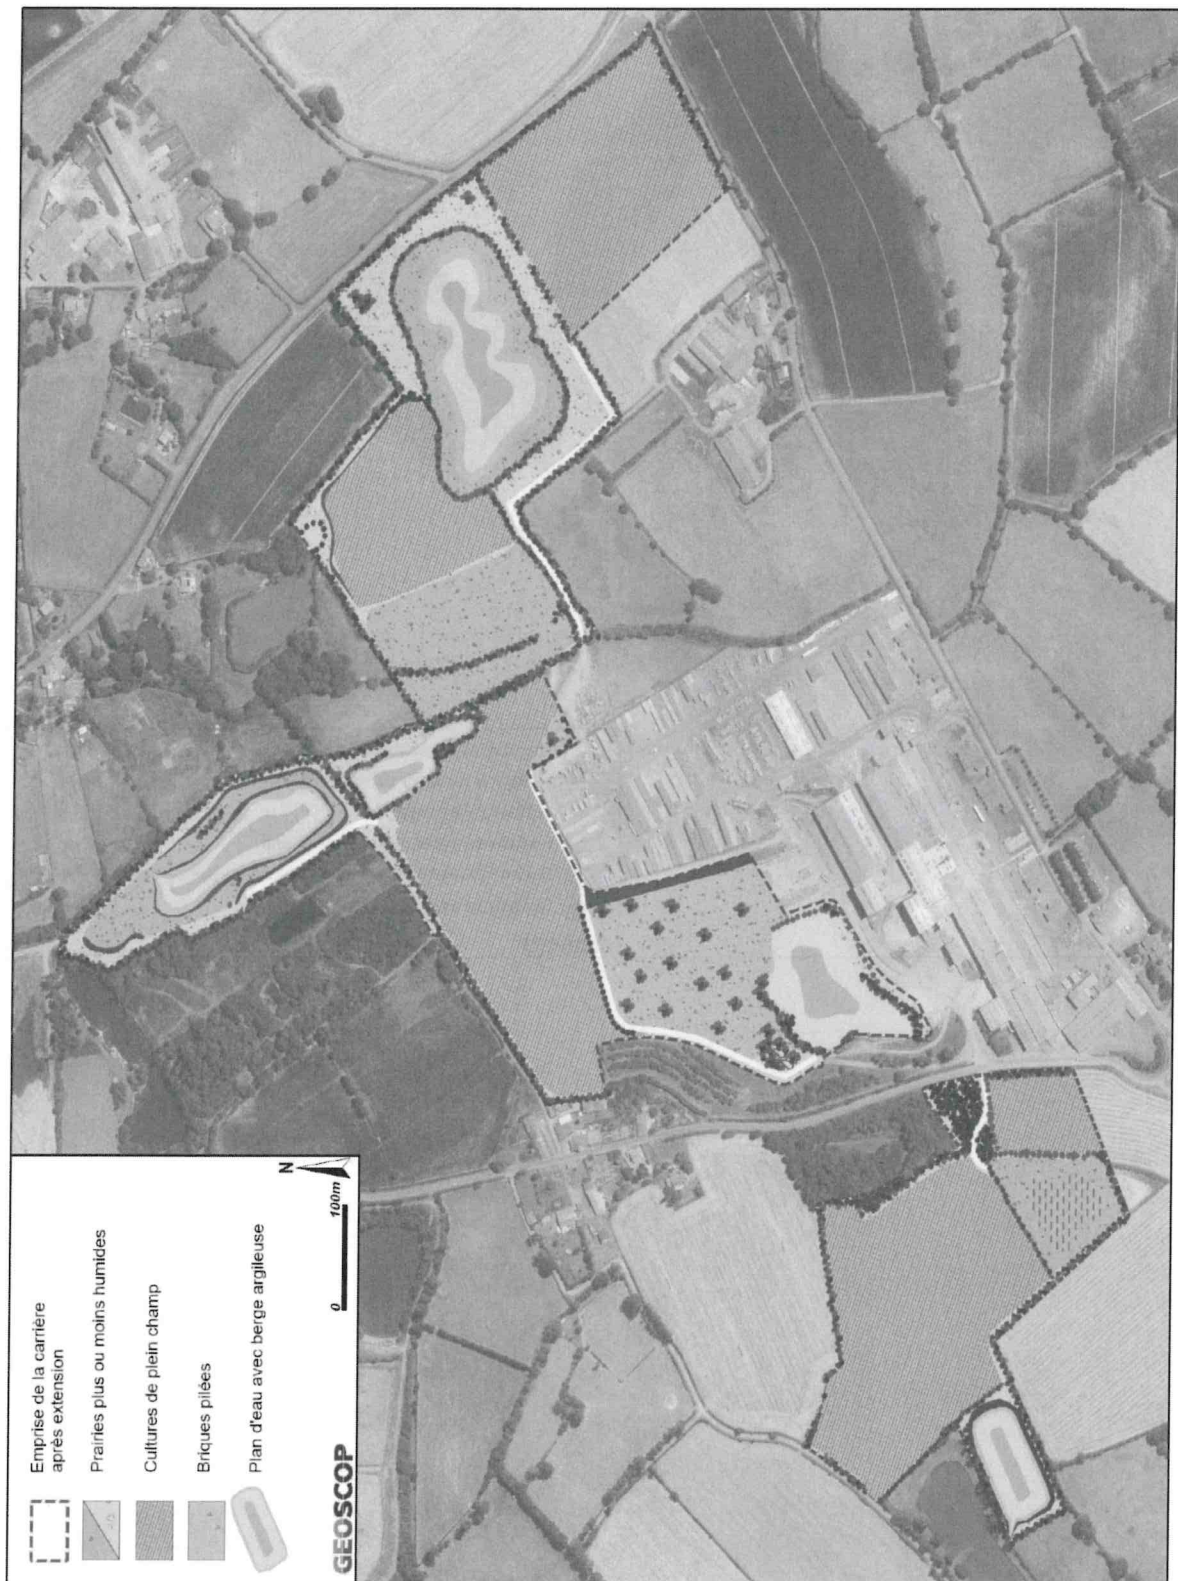 Emprise de la carrière
après extension
Prairies plus ou moins humides
Cultures de plein champ
Briques pilées
Plan d'eau avec berge argileuse
N
0 100m
GEOSCOP